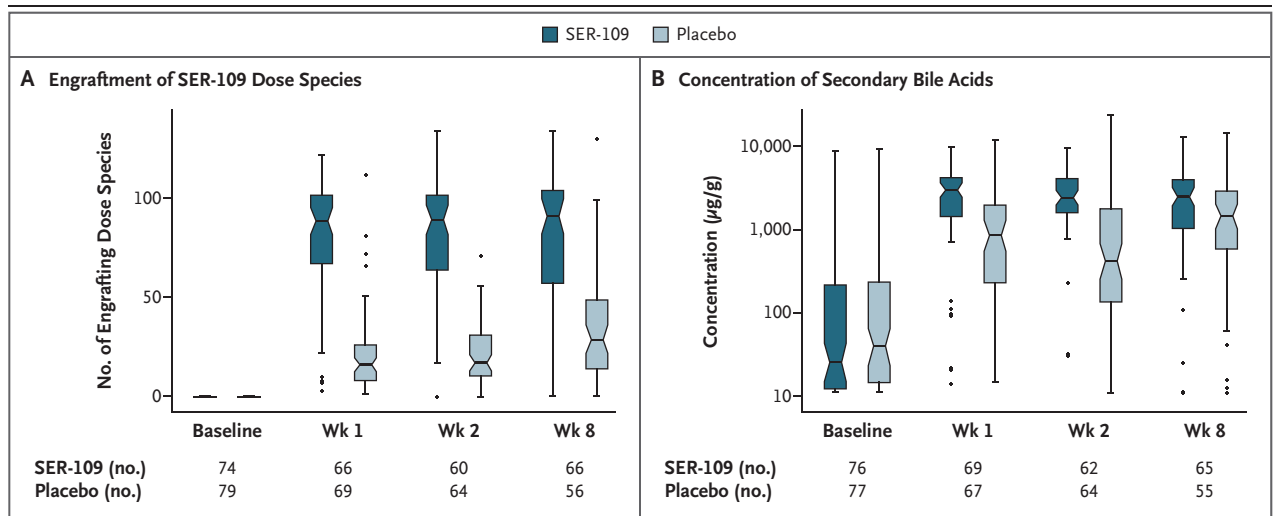 SER-109 Placebo
A Engraftment of SER-109 Dose Species
No. of Engrafting Dose Species
100
50
0
Baseline Wk 1 Wk 2 Wk 8
SER-109 (no.) 74 66 60 66
Placebo (no.) 79 69 64 56
B Concentration of Secondary Bile Acids
Concentration (µg/g)
10,000
1,000
100
10
Baseline Wk 1 Wk 2 Wk 8
SER-109 (no.) 76 69 62 65
Placebo (no.) 77 67 64 55